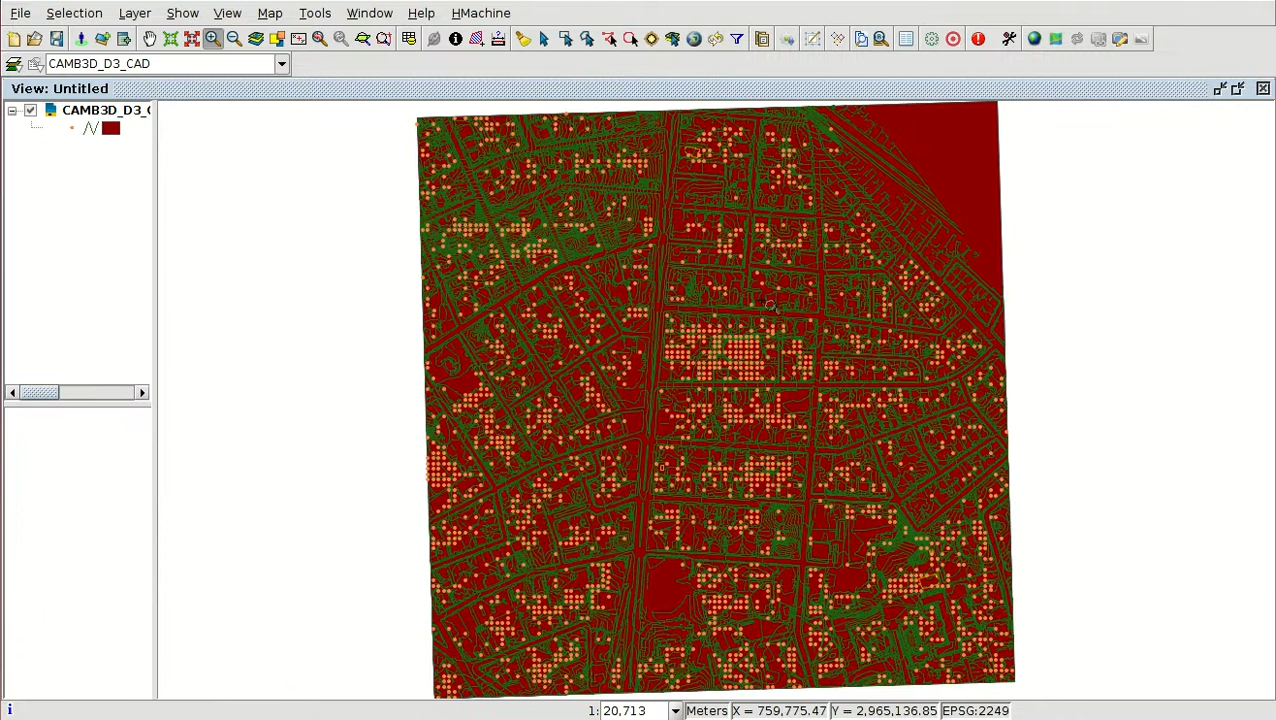 File Selection Layer Show View Map Tools Window Help HMachine
CAMB3D_D3_CAD
View: Untitled
CAMB3D_D3_C
1: 20,713 Meters X = 759,775.47 Y = 2,965,136.85 EPSG:2249